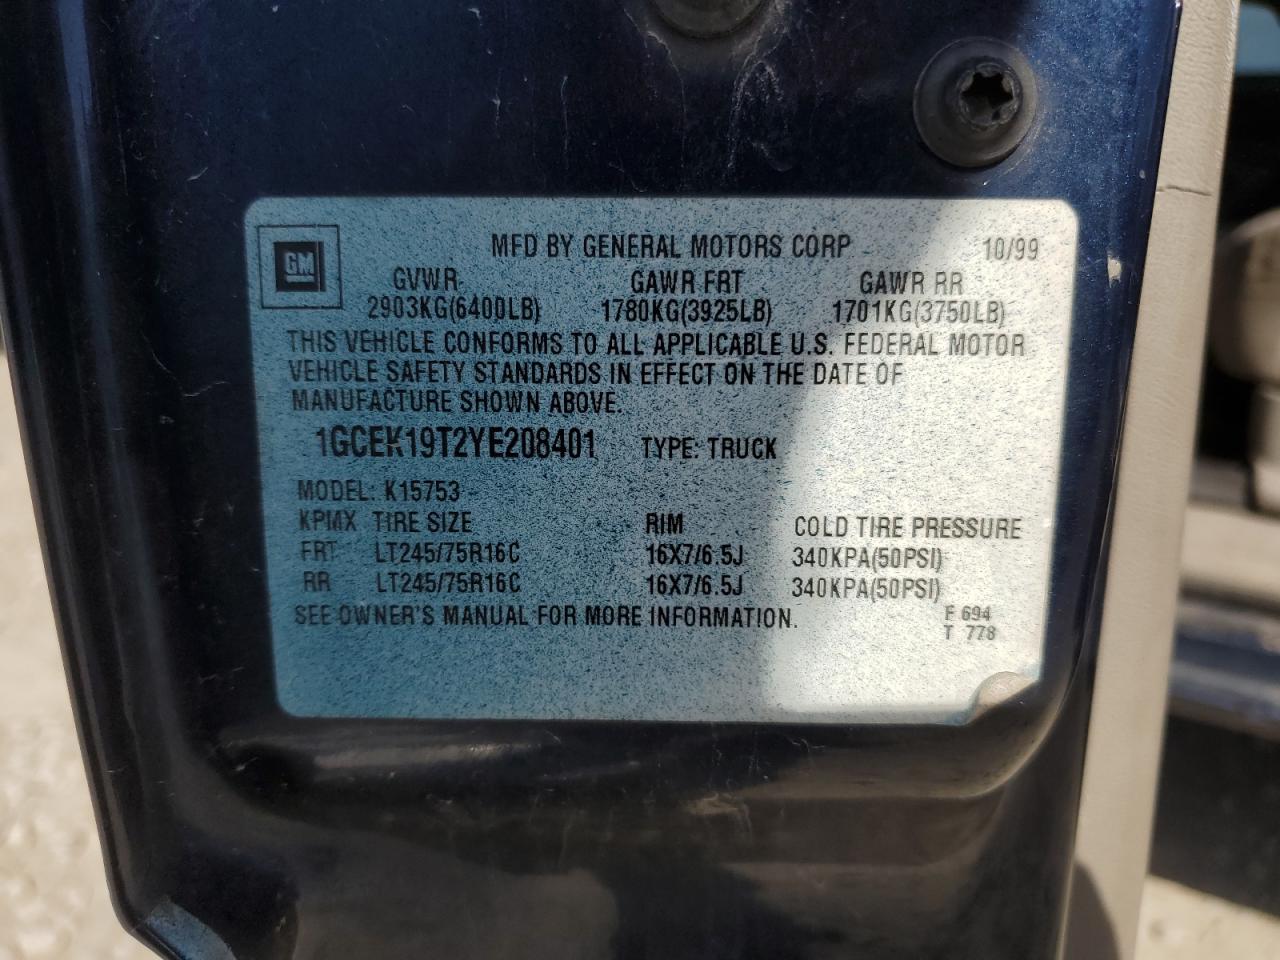 MFD BY GENERAL MOTORS CORP 10/99
GM
GVWR GAWR FRT GAWR RR
2903KG(6400LB) 1780KG(3925LB) 1701KG(3750LB)
THIS VEHICLE CONFORMS TO ALL APPLICABLE U.S. FEDERAL MOTOR
VEHICLE SAFETY STANDARDS IN EFFECT ON THE DATE OF
MANUFACTURE SHOWN ABOVE.
1GCEK19T2YE208401 TYPE: TRUCK
MODEL: K15753
KPMX TIRE SIZE RIM COLD TIRE PRESSURE
FRT LT245/75R16C 16X7/6.5J 340KPA(50PSI)
RR LT245/75R16C 16X7/6.5J 340KPA(50PSI)
SEE OWNER'S MANUAL FOR MORE INFORMATION.
F 694
T 778